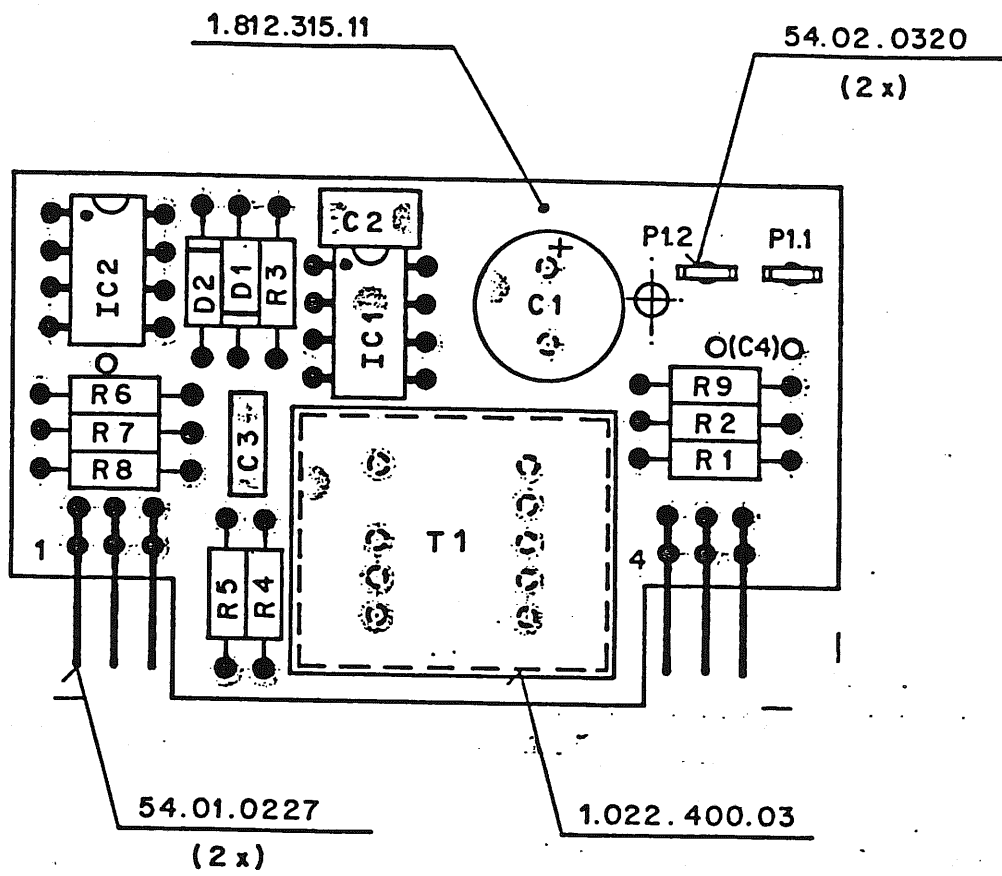 1.812.315.11
54.02.0320
(2x)
C2
P1.2
P1.1
IC2
D2
D1
R3
IC1
+
C1
(C4)
R6
R7
R8
C3
R9
R2
R1
1
T1
4
R5
R4
54.01.0227
(2x)
1.022.400.03